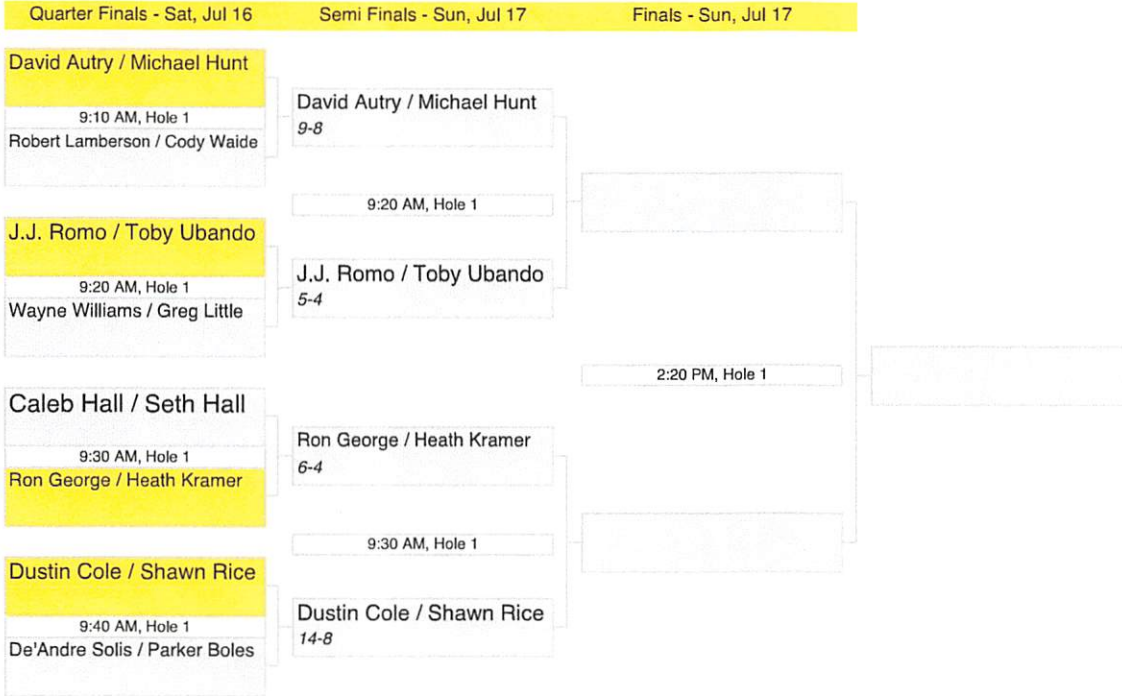 Quarter Finals - Sat, Jul 16
Semi Finals - Sun, Jul 17
Finals - Sun, Jul 17
David Autry / Michael Hunt
9:10 AM, Hole 1
Robert Lamberson / Cody Waide
J.J. Romo / Toby Ubando
9:20 AM, Hole 1
Wayne Williams / Greg Little
Caleb Hall / Seth Hall
9:30 AM, Hole 1
Ron George / Heath Kramer
Dustin Cole / Shawn Rice
9:40 AM, Hole 1
De'Andre Solis / Parker Boles
David Autry / Michael Hunt
9-8
9:20 AM, Hole 1
J.J. Romo / Toby Ubando
5-4
Ron George / Heath Kramer
6-4
9:30 AM, Hole 1
Dustin Cole / Shawn Rice
14-8
2:20 PM, Hole 1